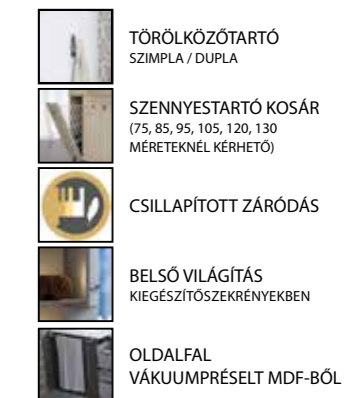 TÖRÖLKÖZŐTARTÓ
SZIMPLA / DUPLA
SZENNYESTARTÓ KOSÁR
(75, 85, 95, 105, 120, 130
MÉRETEKNÉL KÉRHETŐ)
CSILLAPÍTOTT ZÁRÓDÁS
BELSŐ VILÁGÍTÁS
KIEGÉSZÍTŐSZEKRÉNYEKBEN
OLDALFAL
VÁKUUMPRÉSELT MDF-BŐL